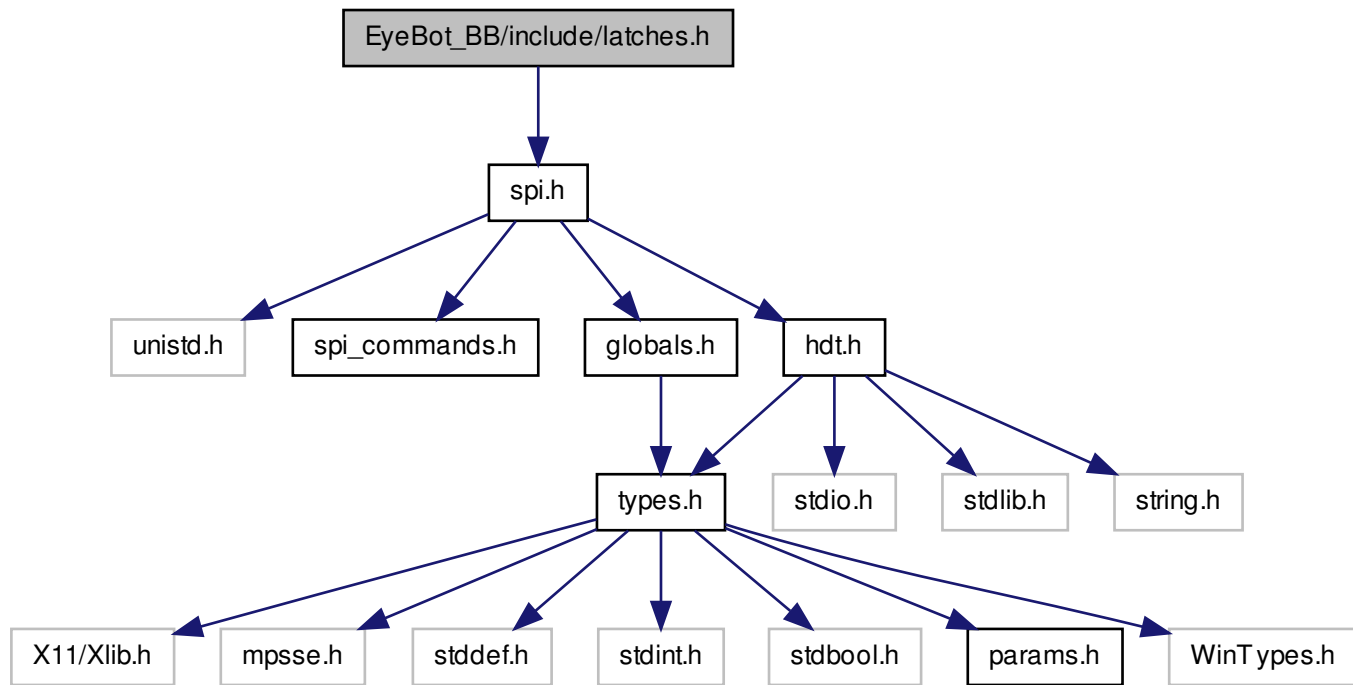 EyeBot_BB/include/latches.h
spi.h
unistd.h
spi_commands.h
globals.h
hdt.h
types.h
stdio.h
stdlib.h
string.h
X11/Xlib.h
mpsse.h
stddef.h
stdint.h
stdbool.h
params.h
WinTypes.h